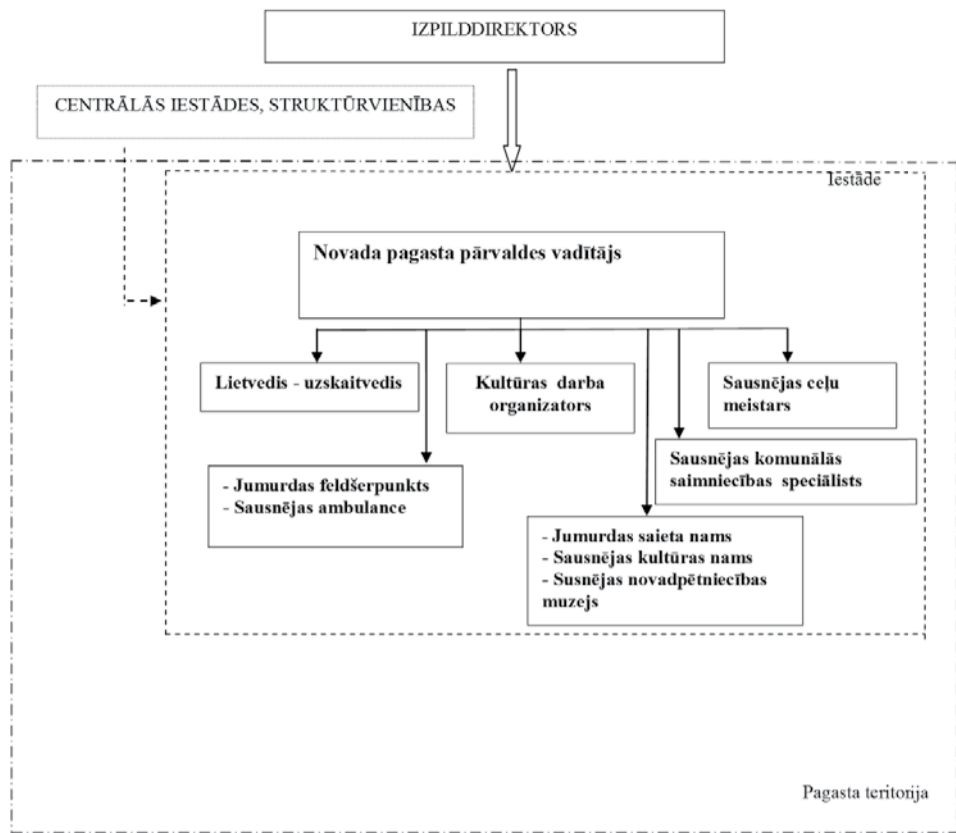 IZPILDDIREKTORS
CENTRĀLĀS IESTĀDES, STRUKTŪRVIENĪBAS
Iestāde
Novada pagasta pārvaldes vadītājs
Lietvedis - uzskaitvedis
Kultūras darba
organizators
Sausnējas ceļu
meistars
Sausnējas komunālās
saimniecības speciālists
- Jumurdas feldšerpunkts
- Sausnējas ambulance
- Jumurdas saieta nams
- Sausnējas kultūras nams
- Susnējas novadpētniecības
muzejs
Pagasta teritorija